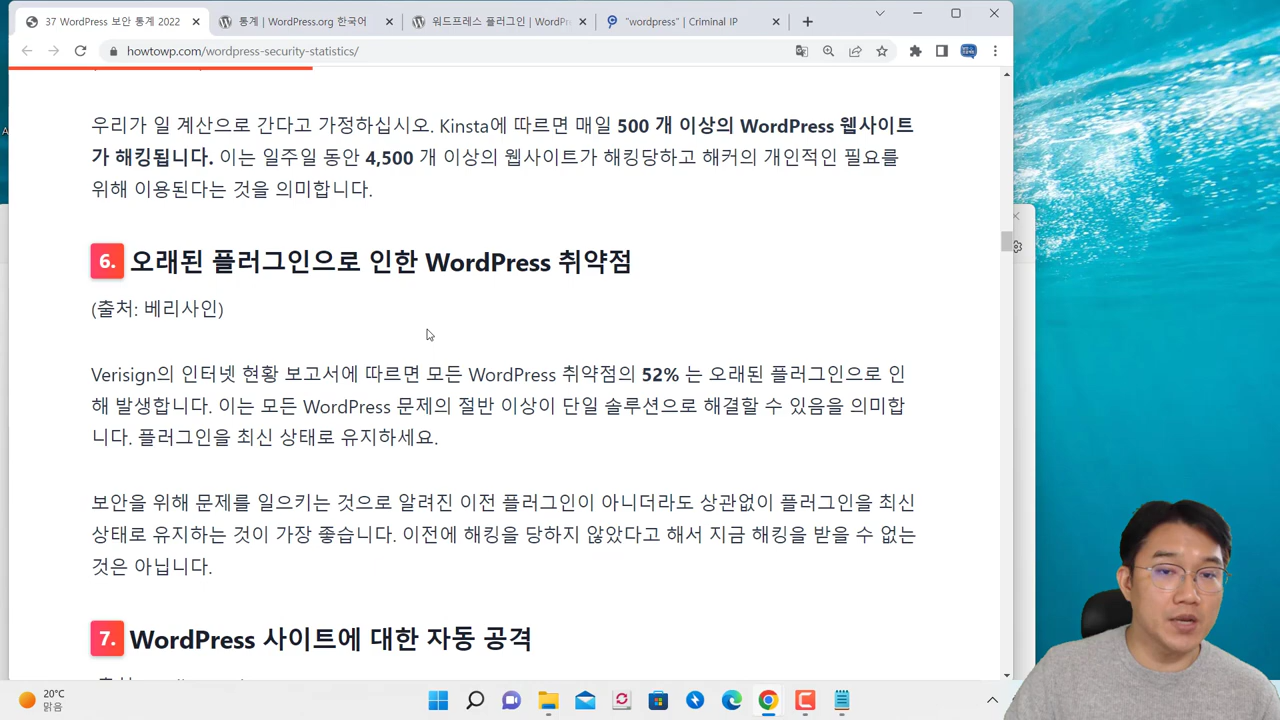 37 WordPress 보안 통계 2022
통계 | WordPress.org 한국어
워드프레스 플러그인 | WordPr
"wordpress" | Criminal IP
howtowp.com/wordpress-security-statistics/
우리가 일 계산으로 간다고 가정하십시오. Kinsta에 따르면 매일 500 개 이상의 WordPress 웹사이트
가 해킹됩니다. 이는 일주일 동안 4,500 개 이상의 웹사이트가 해킹당하고 해커의 개인적인 필요를
위해 이용된다는 것을 의미합니다.
6. 오래된 플러그인으로 인한 WordPress 취약점
(출처: 베리사인)
Verisign의 인터넷 현황 보고서에 따르면 모든 WordPress 취약점의 52% 는 오래된 플러그인으로 인
해 발생합니다. 이는 모든 WordPress 문제의 절반 이상이 단일 솔루션으로 해결할 수 있음을 의미합
니다. 플러그인을 최신 상태로 유지하세요.
보안을 위해 문제를 일으키는 것으로 알려진 이전 플러그인이 아니더라도 상관없이 플러그인을 최신
상태로 유지하는 것이 가장 좋습니다. 이전에 해킹을 당하지 않았다고 해서 지금 해킹을 받을 수 없는
것은 아닙니다.
7. WordPress 사이트에 대한 자동 공격
20°C
맑음